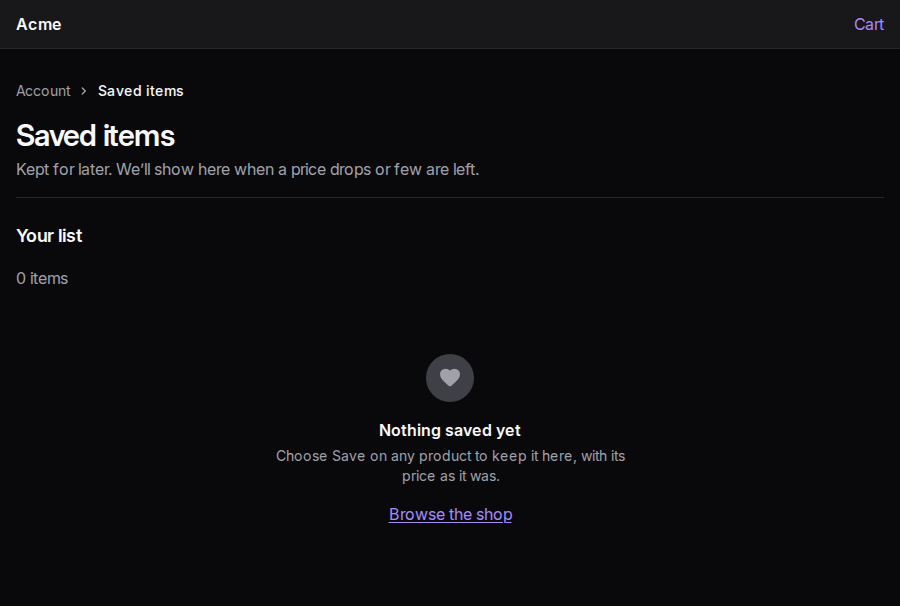 Acme
Cart
Account
Saved items
Saved items
Kept for later. We’ll show here when a price drops or few are left.
Your list
0 items
Nothing saved yet
Choose Save on any product to keep it here, with its
price as it was.
Browse the shop